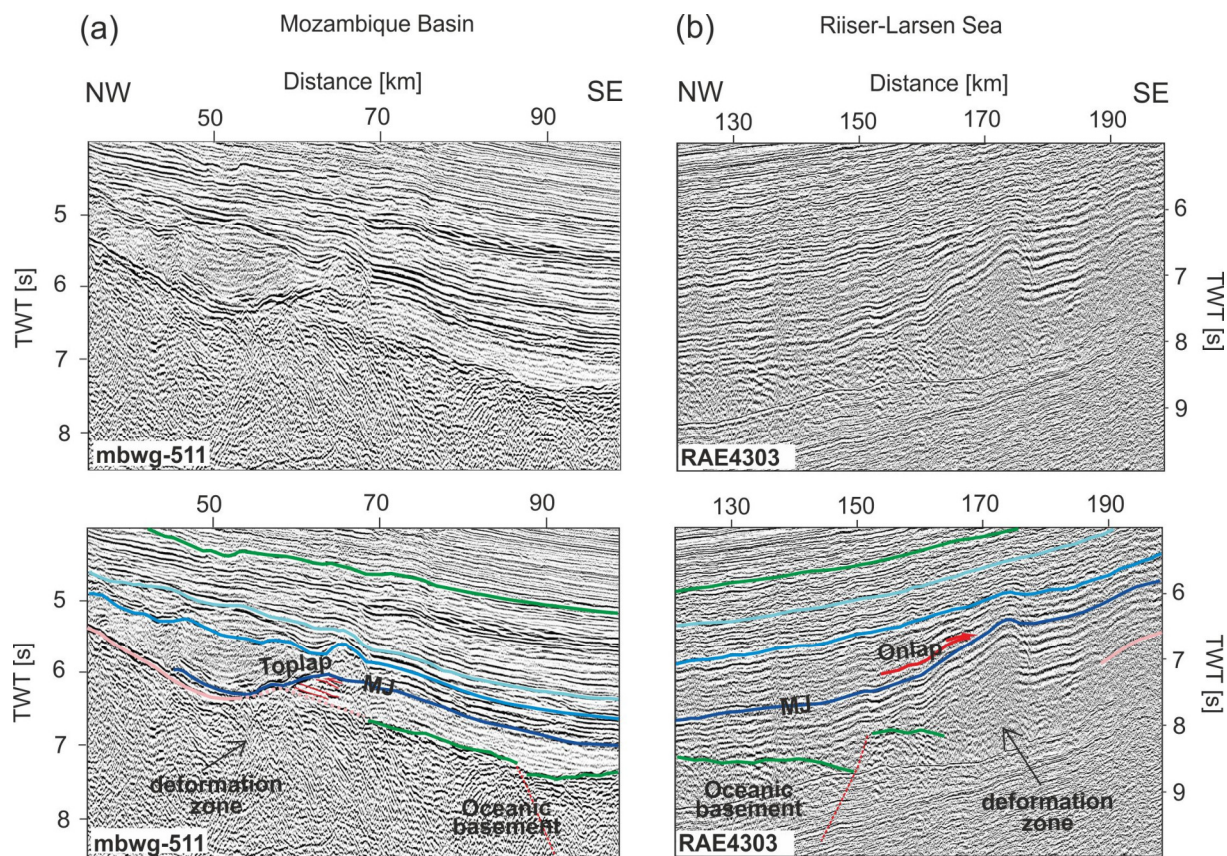 (a) Mozambique Basin
(b) Riiser-Larsen Sea
NW Distance [km] SE
50 70 90
TWT [s]
5
6
7
8
mbwg-511
NW Distance [km] SE
130 150 170 190
6
7
8
9
TWT [s]
RAE4303
50 70 90
TWT [s]
5
6
7
8
Toplap
MJ
deformation
zone
Oceanic
basement
mbwg-511
130 150 170 190
6
7
8
9
TWT [s]
Onlap
MJ
Oceanic
basement
deformation
zone
RAE4303